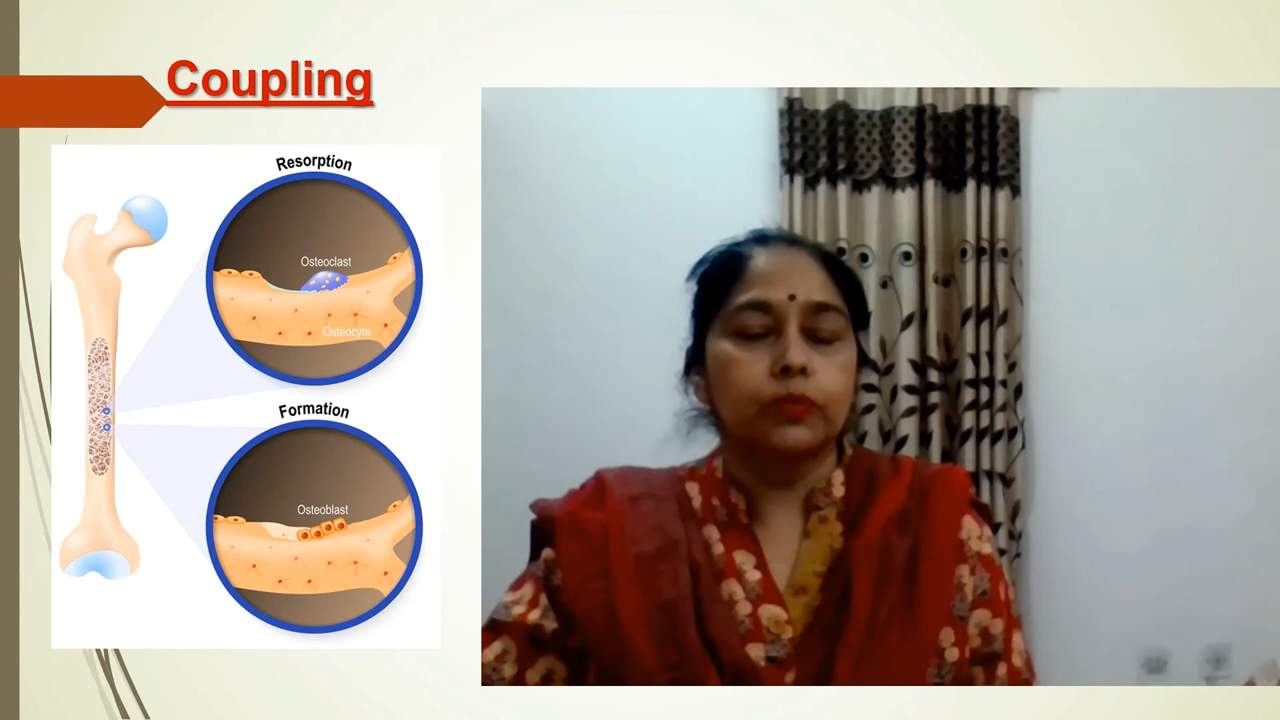 Coupling
Resorption
Osteoclast
Osteocyte
Formation
Osteoblast